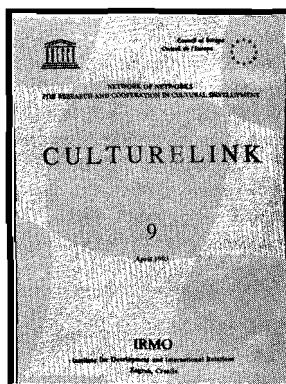 Council of Europe
Conseil de l'Europe
NETWORK OF NETWORKS
FOR RESEARCH AND COOPERATION IN CULTURAL DEVELOPMENT
CULTURELINK
9
April 1993
IRMO
Institute for Development and International Relations
Zagreb, Croatia